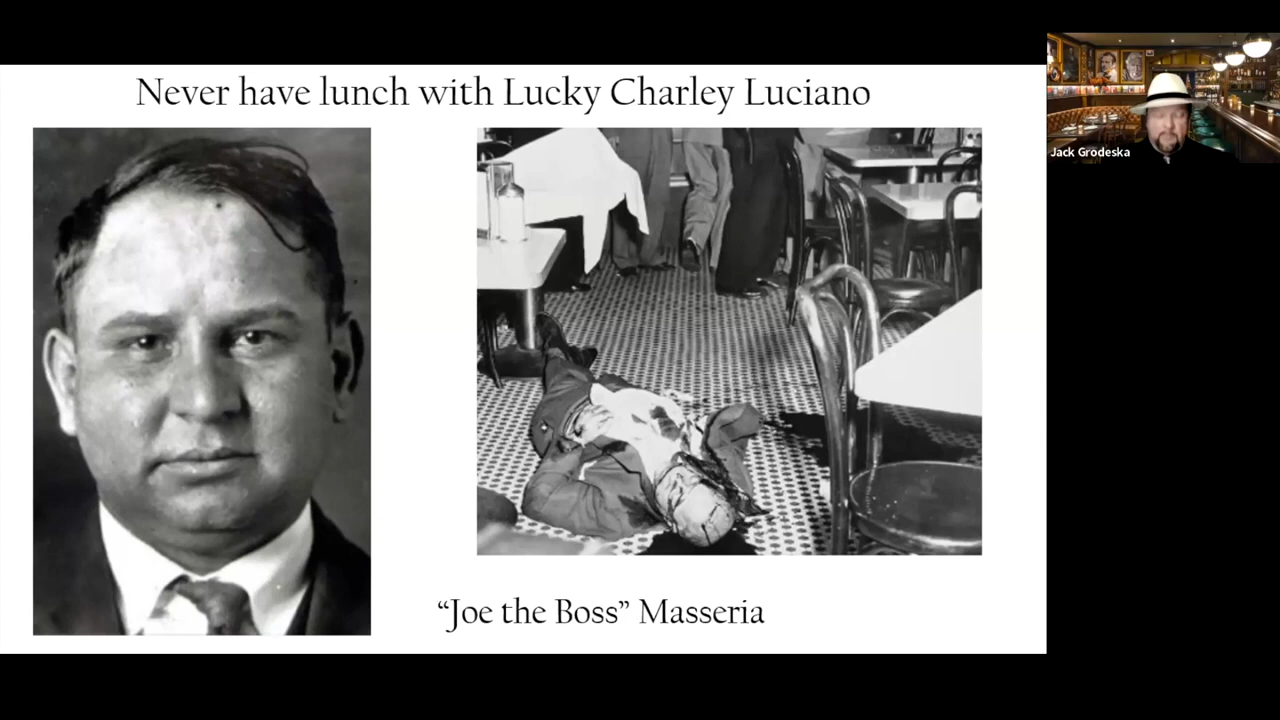 Never have lunch with Lucky Charley Luciano
Jack Grodeska
“Joe the Boss” Masseria